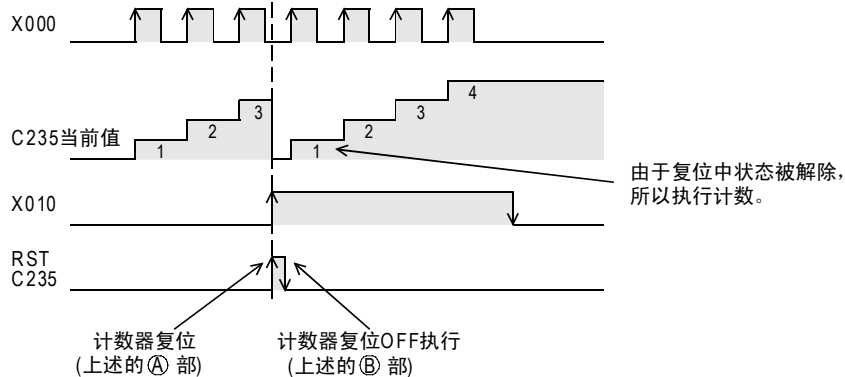 X000
3
4
2
3
2
C235当前值
1
1
由于复位中状态被解除，
所以执行计数。
X010
RST
C235
计数器复位
(上述的Ⓐ 部)
计数器复位OFF执行
(上述的Ⓑ 部)